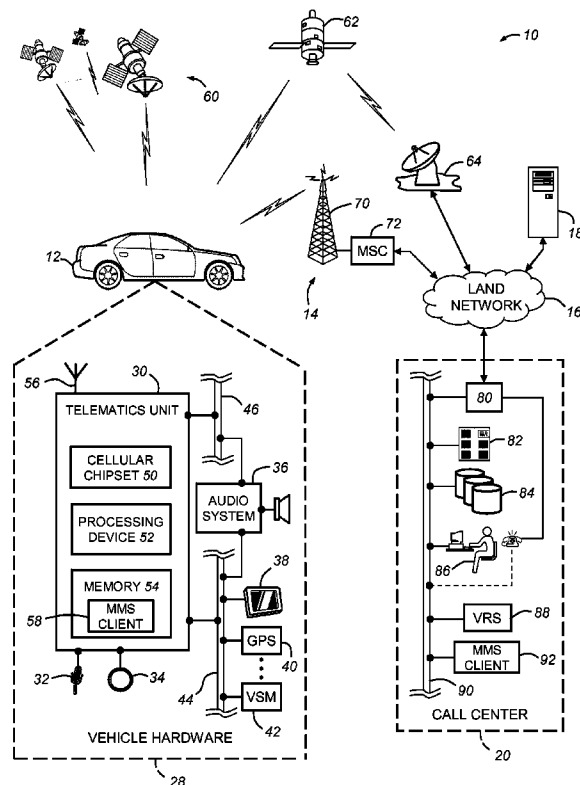 62
10
60
64
70
72
MSC
18
12
14
LAND
NETWORK
16
56
30
TELEMATICS UNIT
46
CELLULAR
CHIPSET 50
36
AUDIO
SYSTEM
PROCESSING
DEVICE 52
MEMORY 54
58
MMS
CLIENT
38
GPS
40
32
34
44
VSM
42
VEHICLE HARDWARE
28
80
82
84
86
VRS
88
MMS
CLIENT
92
90
CALL CENTER
20